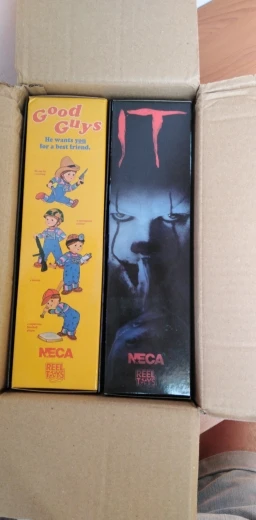 Good
Guys
He wants you
for a best friend.
NECA
REEL
TOYS
IT
NECA
REEL
TOYS